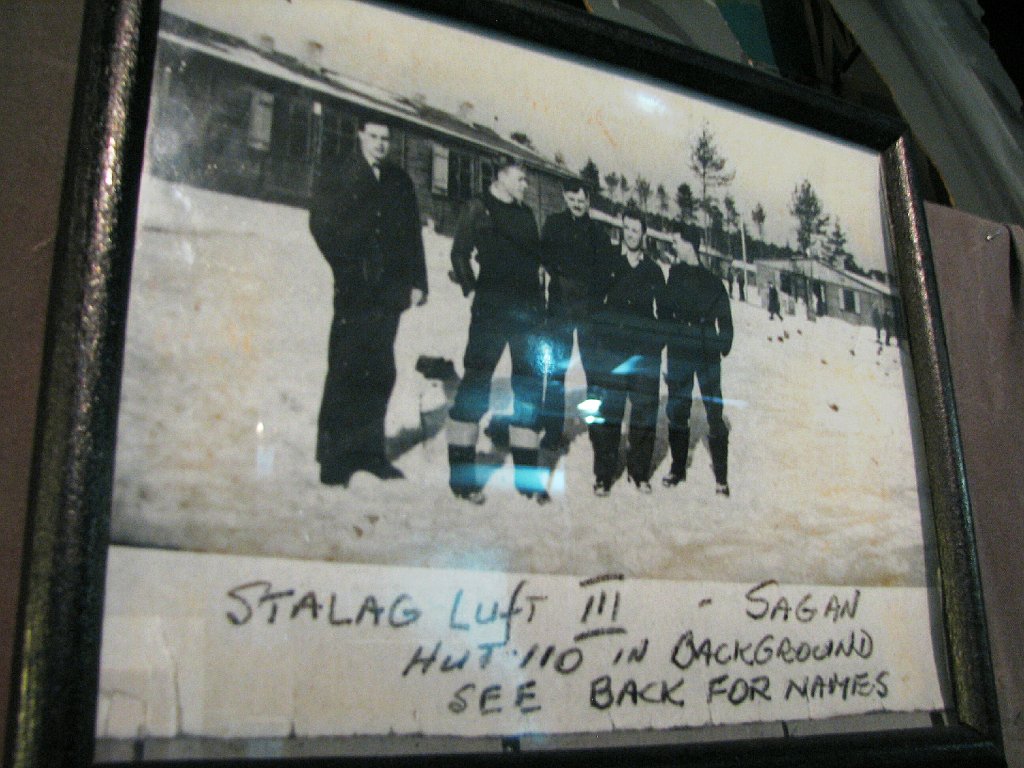 STALAG Luft III - SAGAN
HUT 110 IN BACKGROUND
SEE BACK FOR NAMES